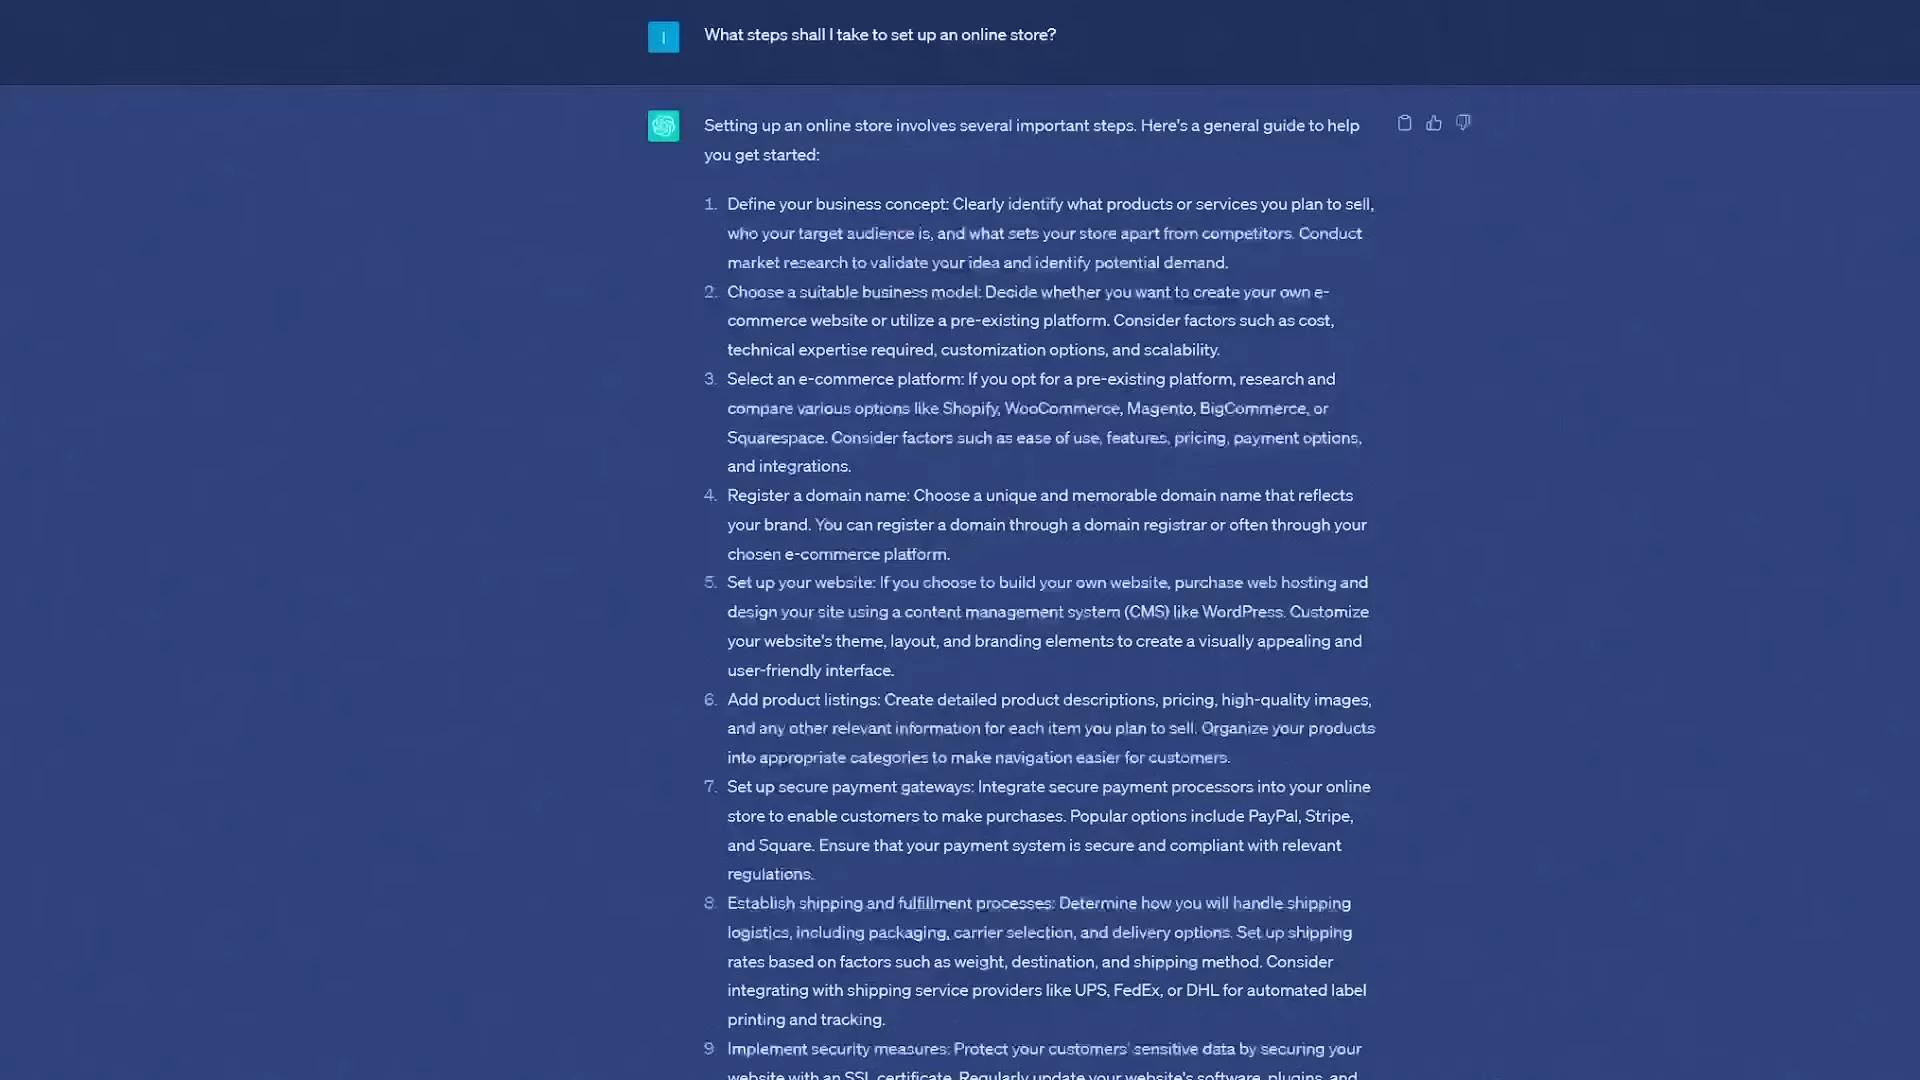 I
What steps shall I take to set up an online store?
Setting up an online store involves several important steps. Here's a general guide to help
you get started:
1. Define your business concept: Clearly identify what products or services you plan to sell,
who your target audience is, and what sets your store apart from competitors. Conduct
market research to validate your idea and identify potential demand.
2. Choose a suitable business model: Decide whether you want to create your own e-
commerce website or utilize a pre-existing platform. Consider factors such as cost,
technical expertise required, customization options, and scalability.
3. Select an e-commerce platform: If you opt for a pre-existing platform, research and
compare various options like Shopify, WooCommerce, Magento, BigCommerce, or
Squarespace. Consider factors such as ease of use, features, pricing, payment options,
and integrations.
4. Register a domain name: Choose a unique and memorable domain name that reflects
your brand. You can register a domain through a domain registrar or often through your
chosen e-commerce platform.
5. Set up your website: If you choose to build your own website, purchase web hosting and
design your site using a content management system (CMS) like WordPress. Customize
your website's theme, layout, and branding elements to create a visually appealing and
user-friendly interface.
6. Add product listings: Create detailed product descriptions, pricing, high-quality images,
and any other relevant information for each item you plan to sell. Organize your products
into appropriate categories to make navigation easier for customers.
7. Set up secure payment gateways: Integrate secure payment processors into your online
store to enable customers to make purchases. Popular options include PayPal, Stripe,
and Square. Ensure that your payment system is secure and compliant with relevant
regulations.
8. Establish shipping and fulfillment processes: Determine how you will handle shipping
logistics, including packaging, carrier selection, and delivery options. Set up shipping
rates based on factors such as weight, destination, and shipping method. Consider
integrating with shipping service providers like UPS, FedEx, or DHL for automated label
printing and tracking.
9 Implement security measures: Protect your customers' sensitive data by securing your
website with an SSL certificate. Regularly update your website's software, plugins, and